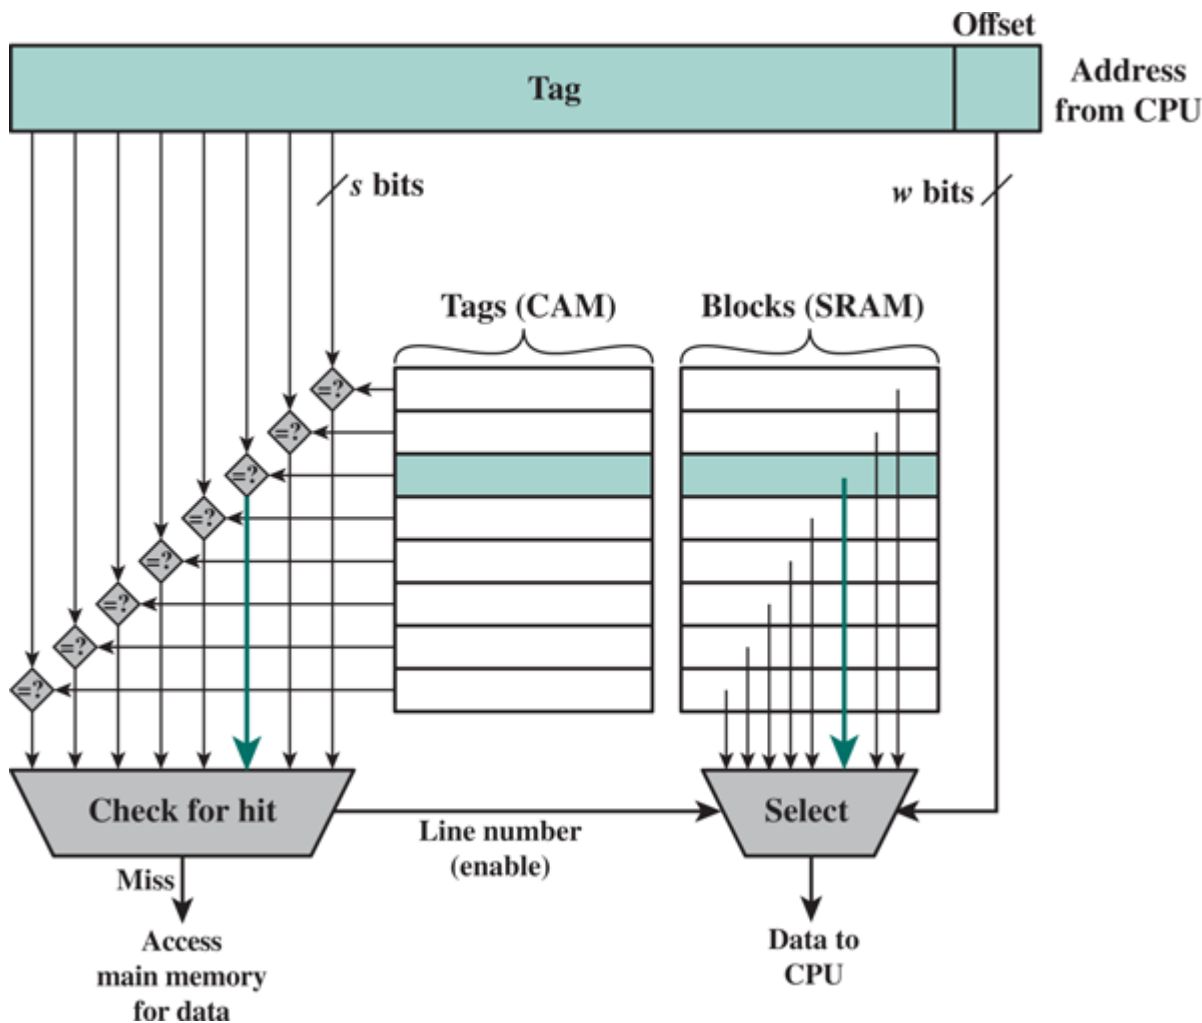 Offset
Tag
Address
from CPU
s bits
w bits
Tags (CAM)
Blocks (SRAM)
=?
=?
=?
=?
=?
=?
=?
=?
Check for hit
Select
Line number
(enable)
Miss
Access
main memory
for data
Data to
CPU